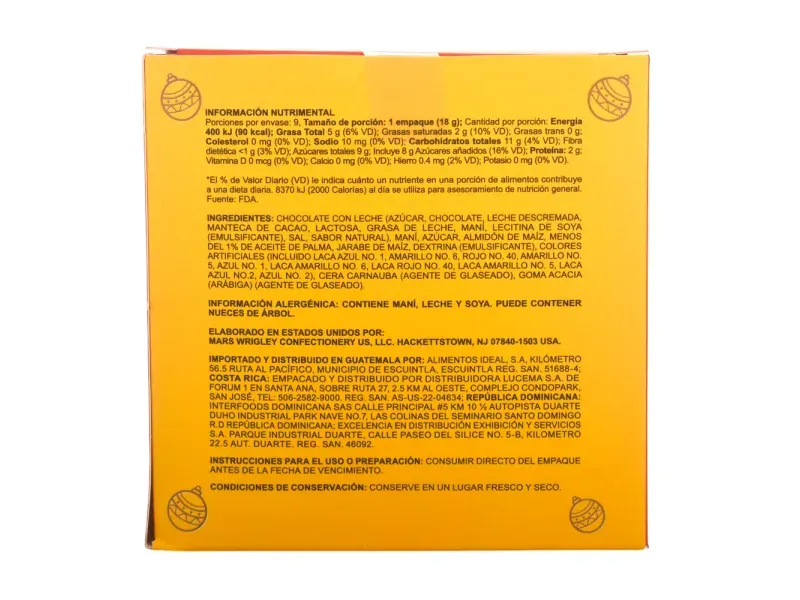 INFORMACIÓN NUTRIMENTAL
Porciones por envase: 9, Tamaño de porción: 1 empaque (18 g); Cantidad por porción: Energía
400 kJ (90 kcal); Grasa Total 5 g (6% VD); Grasas saturadas 2 g (10% VD); Grasas trans 0 g;
Colesterol 0 mg (0% VD); Sodio 10 mg (0% VD); Carbohidratos totales 11 g (4% VD); Fibra
dietética <1 g (3% VD); Azúcares totales 9 g; Incluye 8 g Azúcares añadidos (16% VD); Proteína: 2 g;
Vitamina D 0 mcg (0% VD); Calcio 0 mg (0% VD); Hierro 0.4 mg (2% VD); Potasio 0 mg (0% VD).
*El % de Valor Diario (VD) le indica cuánto un nutriente en una porción de alimentos contribuye
a una dieta diaria. 8370 kJ (2000 Calorías) al día se utiliza para asesoramiento de nutrición general.
Fuente: FDA.
INGREDIENTES: CHOCOLATE CON LECHE (AZÚCAR, CHOCOLATE, LECHE DESCREMADA,
MANTECA DE CACAO, LACTOSA, GRASA DE LECHE, MANÍ, LECITINA DE SOYA
(EMULSIFICANTE), SAL, SABOR NATURAL), MANÍ, AZÚCAR, ALMIDÓN DE MAÍZ, MENOS
DEL 1% DE ACEITE DE PALMA, JARABE DE MAÍZ, DEXTRINA (EMULSIFICANTE), COLORES
ARTIFICIALES (INCLUIDO LACA AZUL NO. 1, AMARILLO NO. 6, ROJO NO. 40, AMARILLO NO.
5, AZUL NO. 1, LACA AMARILLO NO. 6, LACA ROJO NO. 40, LACA AMARILLO NO. 5, LACA
AZUL NO.2, AZUL NO. 2), CERA CARNAUBA (AGENTE DE GLASEADO), GOMA ACACIA
(ARÁBIGA) (AGENTE DE GLASEADO).
INFORMACIÓN ALERGÉNICA: CONTIENE MANÍ, LECHE Y SOYA. PUEDE CONTENER
NUECES DE ÁRBOL.
ELABORADO EN ESTADOS UNIDOS POR:
MARS WRIGLEY CONFECTIONERY US, LLC. HACKETTSTOWN, NJ 07840-1503 USA.
IMPORTADO Y DISTRIBUIDO EN GUATEMALA POR: ALIMENTOS IDEAL, S.A, KILÓMETRO
56.5 RUTA AL PACÍFICO, MUNICIPIO DE ESCUINTLA, ESCUINTLA REG. SAN. 51688-4;
COSTA RICA: EMPACADO Y DISTRIBUIDO POR DISTRIBUIDORA LUCEMA S.A. DE
FORUM 1 EN SANTA ANA, SOBRE RUTA 27, 2.5 KM AL OESTE, COMPLEJO CONDOPARK,
SAN JOSÉ, TEL: 506-2582-9000. REG. SAN. AS-US-22-04634; REPÚBLICA DOMINICANA:
INTERFOODS DOMINICANA SAS CALLE PRINCIPAL #5 KM 10 ½ AUTOPISTA DUARTE
DUHO INDUSTRIAL PARK NAVE NO.7, LAS COLINAS DEL SEMINARIO SANTO DOMINGO
R.D REPÚBLICA DOMINICANA; EXCELENCIA EN DISTRIBUCIÓN EXHIBICIÓN Y SERVICIOS
S.A. PARQUE INDUSTRIAL DUARTE, CALLE PASEO DEL SILICE NO. 5-B, KILOMETRO
22.5 AUT. DUARTE. REG. SAN. 46092.
INSTRUCCIONES PARA EL USO O PREPARACIÓN: CONSUMIR DIRECTO DEL EMPAQUE
ANTES DE LA FECHA DE VENCIMIENTO.
CONDICIONES DE CONSERVACIÓN: CONSERVE EN UN LUGAR FRESCO Y SECO.